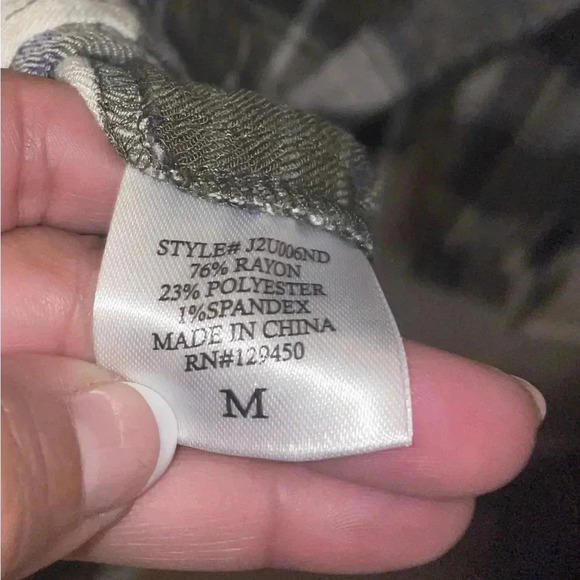 STYLE# J2U006ND
76% RAYON
23% POLYESTER
1%SPANDEX
MADE IN CHINA
RN#129450
M